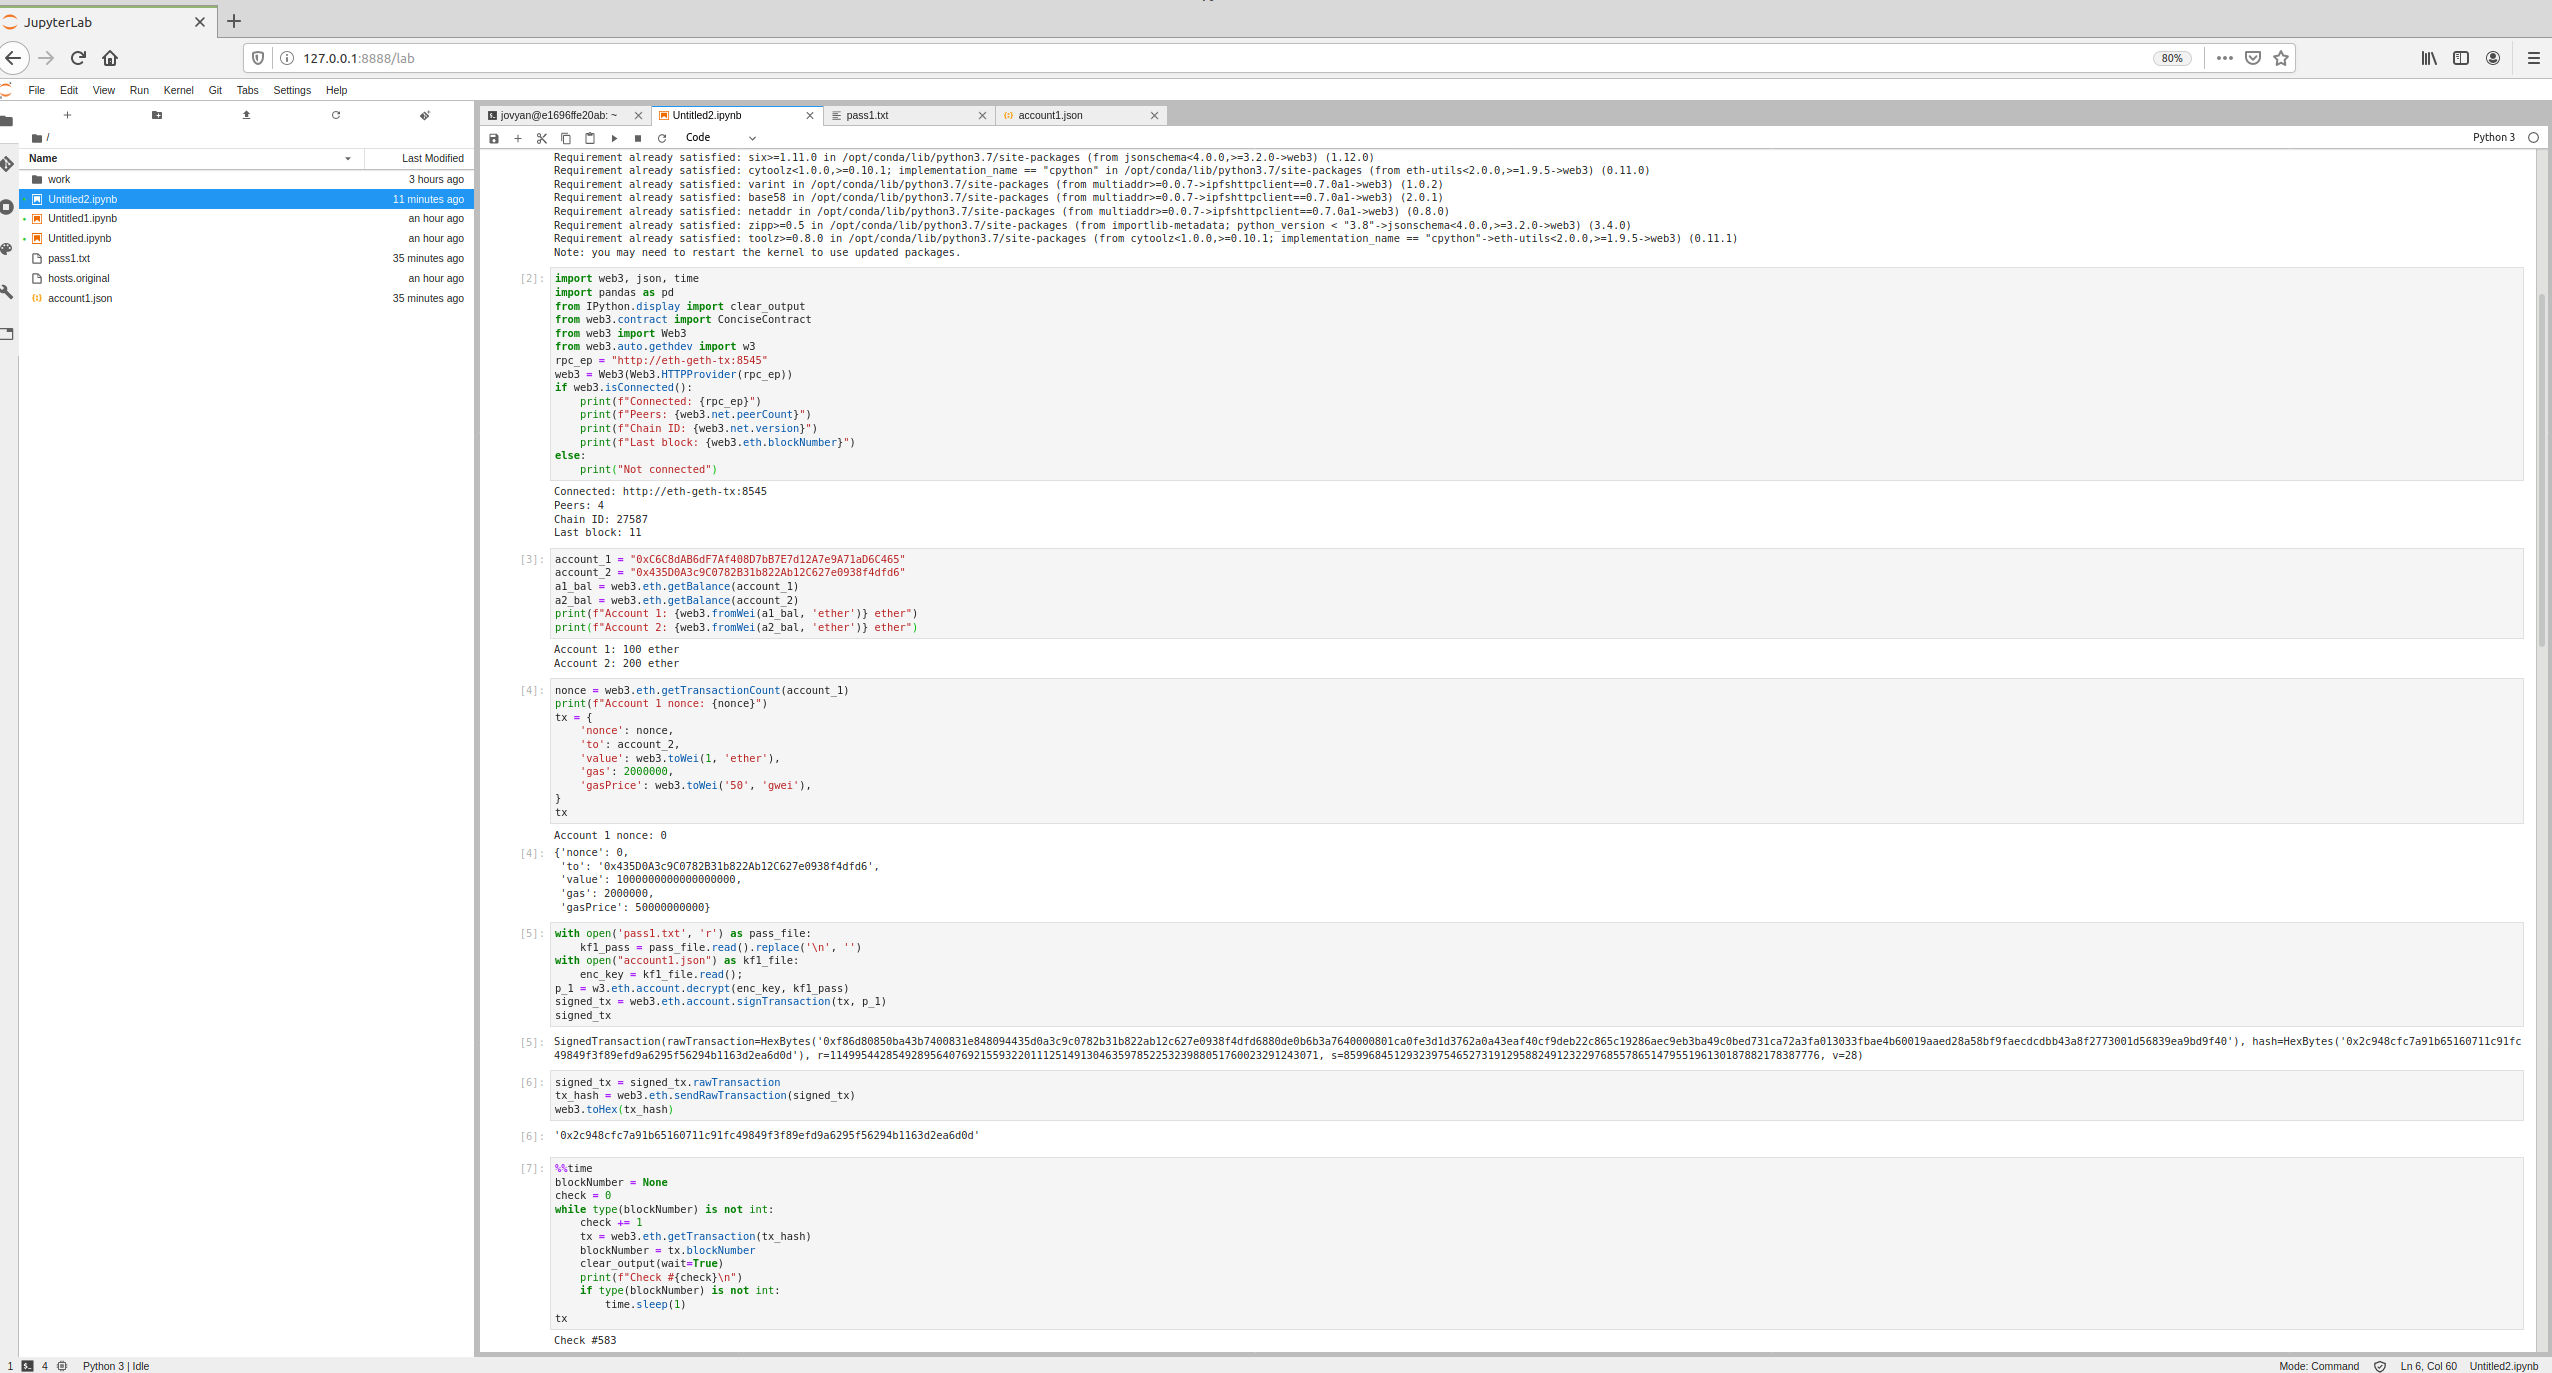 JupyterLab
127.0.0.1:8888/lab
80%
File Edit View Run Kernel Git Tabs Settings Help
/
Name Last Modified
work 3 hours ago
Untitled2.ipynb 11 minutes ago
Untitled1.ipynb an hour ago
Untitled.ipynb an hour ago
pass1.txt 35 minutes ago
hosts.original an hour ago
account1.json 35 minutes ago
jovyan@e1696ffe20ab: ~ Untitled2.ipynb pass1.txt account1.json
Code Python 3
Requirement already satisfied: six>=1.11.0 in /opt/conda/lib/python3.7/site-packages (from jsonschema<4.0.0,>=3.2.0->web3) (1.12.0)
Requirement already satisfied: cytoolz<1.0.0,>=0.10.1; implementation_name == "cpython" in /opt/conda/lib/python3.7/site-packages (from eth-utils<2.0.0,>=1.9.5->web3) (0.11.0)
Requirement already satisfied: varint in /opt/conda/lib/python3.7/site-packages (from multiaddr>=0.0.7->ipfshttpclient==0.7.0a1->web3) (1.0.2)
Requirement already satisfied: base58 in /opt/conda/lib/python3.7/site-packages (from multiaddr>=0.0.7->ipfshttpclient==0.7.0a1->web3) (2.0.1)
Requirement already satisfied: netaddr in /opt/conda/lib/python3.7/site-packages (from multiaddr>=0.0.7->ipfshttpclient==0.7.0a1->web3) (0.8.0)
Requirement already satisfied: zipp>=0.5 in /opt/conda/lib/python3.7/site-packages (from importlib-metadata; python_version < "3.8"->jsonschema<4.0.0,>=3.2.0->web3) (3.4.0)
Requirement already satisfied: toolz>=0.8.0 in /opt/conda/lib/python3.7/site-packages (from cytoolz<1.0.0,>=0.10.1; implementation_name == "cpython"->eth-utils<2.0.0,>=1.9.5->web3) (0.11.1)
Note: you may need to restart the kernel to use updated packages.
[2]: import web3, json, time
import pandas as pd
from IPython.display import clear_output
from web3.contract import ConciseContract
from web3 import Web3
from web3.auto.gethdev import w3
rpc_ep = "http://eth-geth-tx:8545"
web3 = Web3(Web3.HTTPProvider(rpc_ep))
if web3.isConnected():
    print(f"Connected: {rpc_ep}")
    print(f"Peers: {web3.net.peerCount}")
    print(f"Chain ID: {web3.net.version}")
    print(f"Last block: {web3.eth.blockNumber}")
else:
    print("Not connected")
Connected: http://eth-geth-tx:8545
Peers: 4
Chain ID: 27587
Last block: 11
[3]: account_1 = "0xC6C8dAB6dF7Af408D7bB7E7d12A7e9A71aD6C465"
account_2 = "0x435D0A3c9C0782B31b822Ab12C627e0938f4dfd6"
a1_bal = web3.eth.getBalance(account_1)
a2_bal = web3.eth.getBalance(account_2)
print(f"Account 1: {web3.fromWei(a1_bal, 'ether')} ether")
print(f"Account 2: {web3.fromWei(a2_bal, 'ether')} ether")
Account 1: 100 ether
Account 2: 200 ether
[4]: nonce = web3.eth.getTransactionCount(account_1)
print(f"Account 1 nonce: {nonce}")
tx = {
    'nonce': nonce,
    'to': account_2,
    'value': web3.toWei(1, 'ether'),
    'gas': 2000000,
    'gasPrice': web3.toWei('50', 'gwei'),
}
tx
Account 1 nonce: 0
[4]: {'nonce': 0,
 'to': '0x435D0A3c9C0782B31b822Ab12C627e0938f4dfd6',
 'value': 1000000000000000000,
 'gas': 2000000,
 'gasPrice': 50000000000}
[5]: with open('pass1.txt', 'r') as pass_file:
    kf1_pass = pass_file.read().replace('\n', '')
with open("account1.json") as kf1_file:
    enc_key = kf1_file.read();
p_1 = w3.eth.account.decrypt(enc_key, kf1_pass)
signed_tx = web3.eth.account.signTransaction(tx, p_1)
signed_tx
[5]: SignedTransaction(rawTransaction=HexBytes('0xf86d80850ba43b7400831e848094435d0a3c9c0782b31b822ab12c627e0938f4dfd6880de0b6b3a7640000801ca0fe3d1d3762a0a43eaf40cf9deb22c865c19286aec9eb3ba49c0bed731ca72a3fa013033fbae4b60019aaed28a58bf9faecdcdbb43a8f2773001d56839ea9bd9f40'), hash=HexBytes('0x2c948cfc7a91b65160711c91fc
49849f3f89efd9a6295f56294b1163d2ea6d0d'), r=114995442854928956407692155932201112514913046359785225323988051760023291243071, s=8599684512932397546527319129588249123229768557865147955196130187882178387776, v=28)
[6]: signed_tx = signed_tx.rawTransaction
tx_hash = web3.eth.sendRawTransaction(signed_tx)
web3.toHex(tx_hash)
[6]: '0x2c948cfc7a91b65160711c91fc49849f3f89efd9a6295f56294b1163d2ea6d0d'
[7]: %%time
blockNumber = None
check = 0
while type(blockNumber) is not int:
    check += 1
    tx = web3.eth.getTransaction(tx_hash)
    blockNumber = tx.blockNumber
    clear_output(wait=True)
    print(f"Check #{check}\n")
    if type(blockNumber) is not int:
        time.sleep(1)
tx
Check #583
1 4 Python 3 | Idle Mode: Command Ln 6, Col 60 Untitled2.ipynb